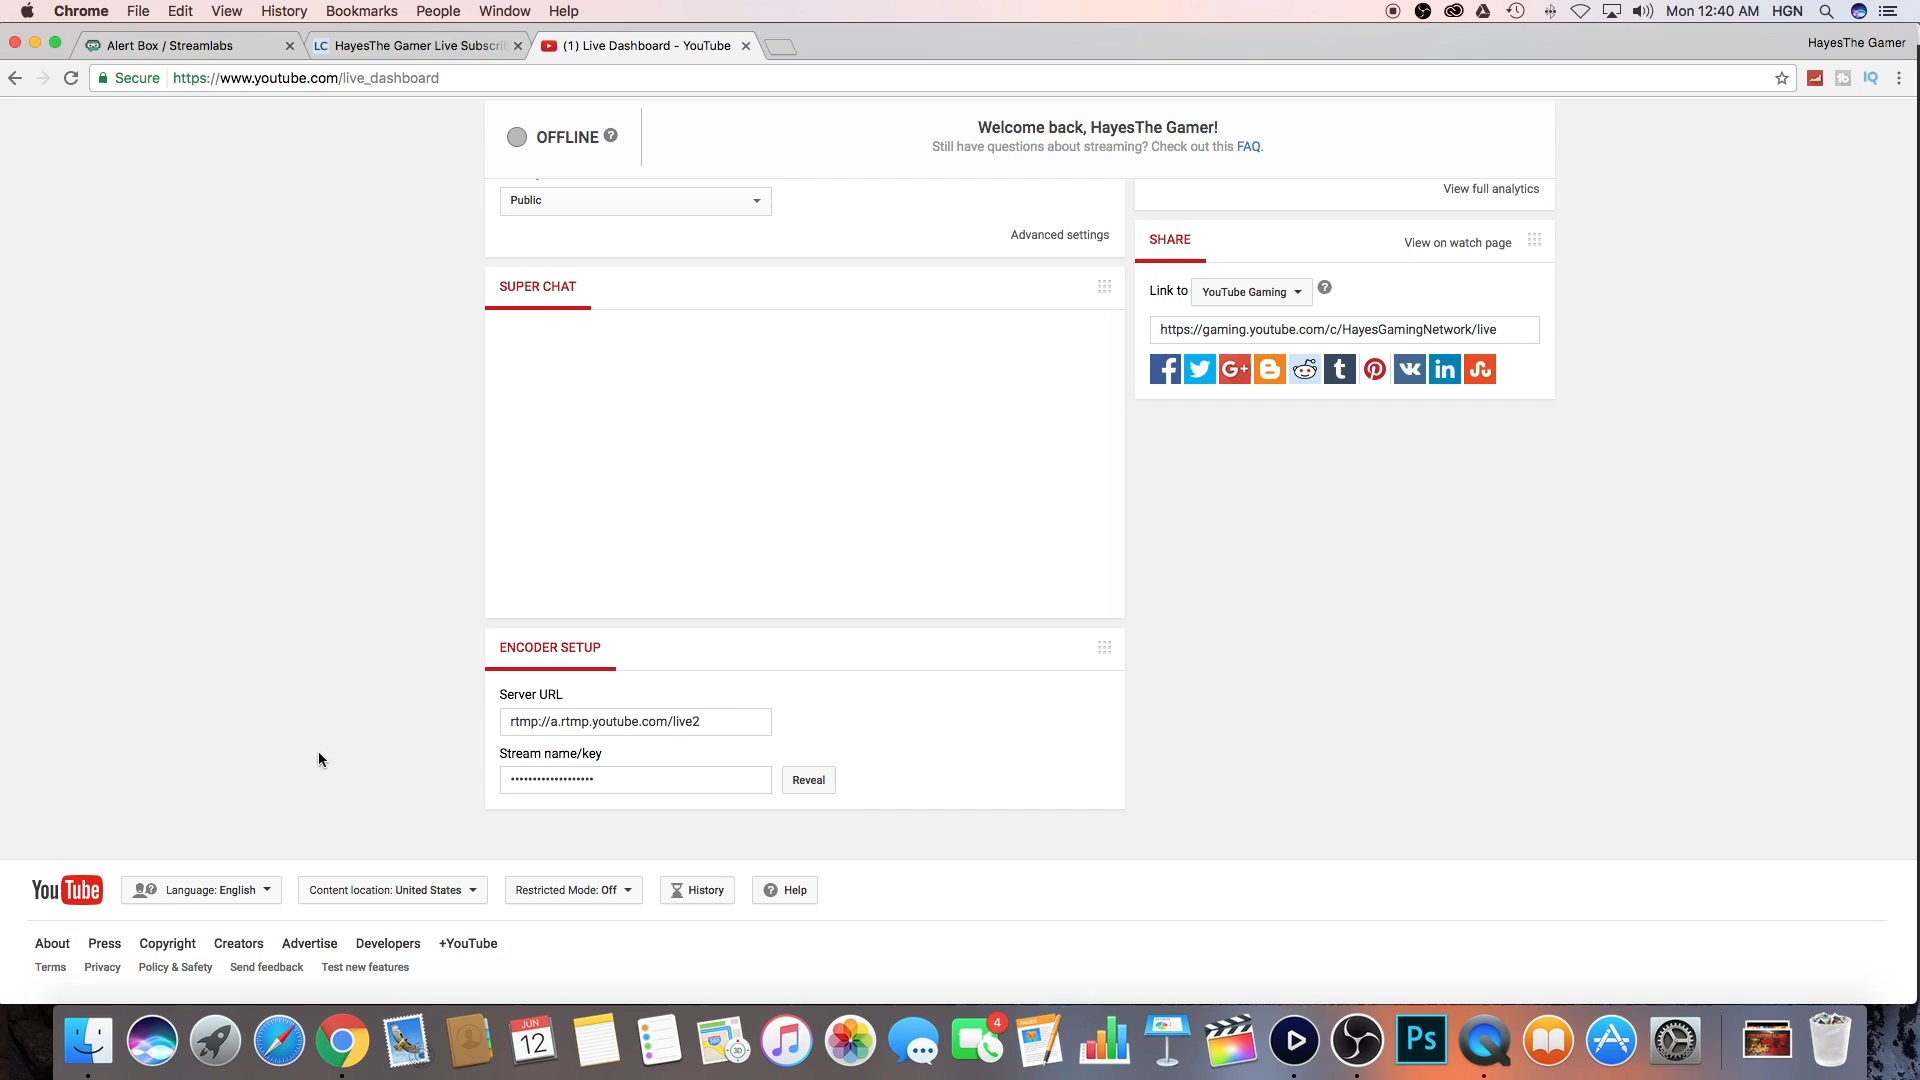 Chrome File Edit View History Bookmarks People Window Help Mon 12:40 AM HGN
Alert Box / Streamlabs LC HayesThe Gamer Live Subscri (1) Live Dashboard - YouTube HayesThe Gamer
Secure https://www.youtube.com/live_dashboard IQ
OFFLINE ?
Welcome back, HayesThe Gamer!
Still have questions about streaming? Check out this FAQ.
Public
Advanced settings
View full analytics
SHARE View on watch page
Link to YouTube Gaming ?
https://gaming.youtube.com/c/HayesGamingNetwork/live
G+ t in
SUPER CHAT
ENCODER SETUP
Server URL
rtmp://a.rtmp.youtube.com/live2
Stream name/key
••••••••••••••••••• Reveal
YouTube Language: English Content location: United States Restricted Mode: Off History ? Help
About Press Copyright Creators Advertise Developers +YouTube
Terms Privacy Policy & Safety Send feedback Test new features
JUN
12
3D
4
PAGES
Ps